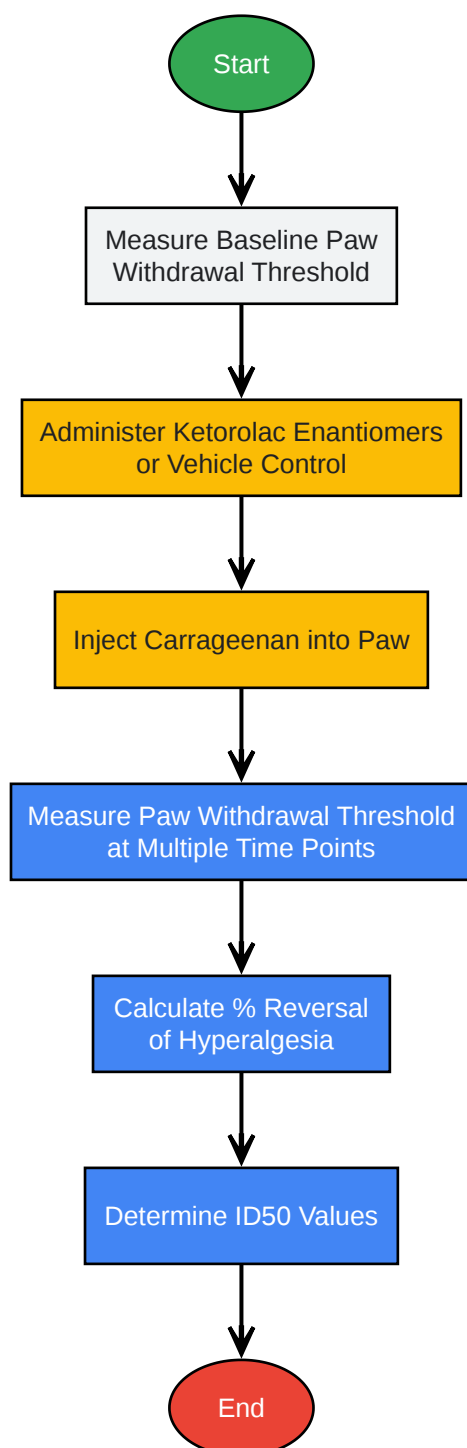 Start
Measure Baseline Paw
Withdrawal Threshold
Administer Ketorolac Enantiomers
or Vehicle Control
Inject Carrageenan into Paw
Measure Paw Withdrawal Threshold
at Multiple Time Points
Calculate % Reversal
of Hyperalgesia
Determine ID50 Values
End